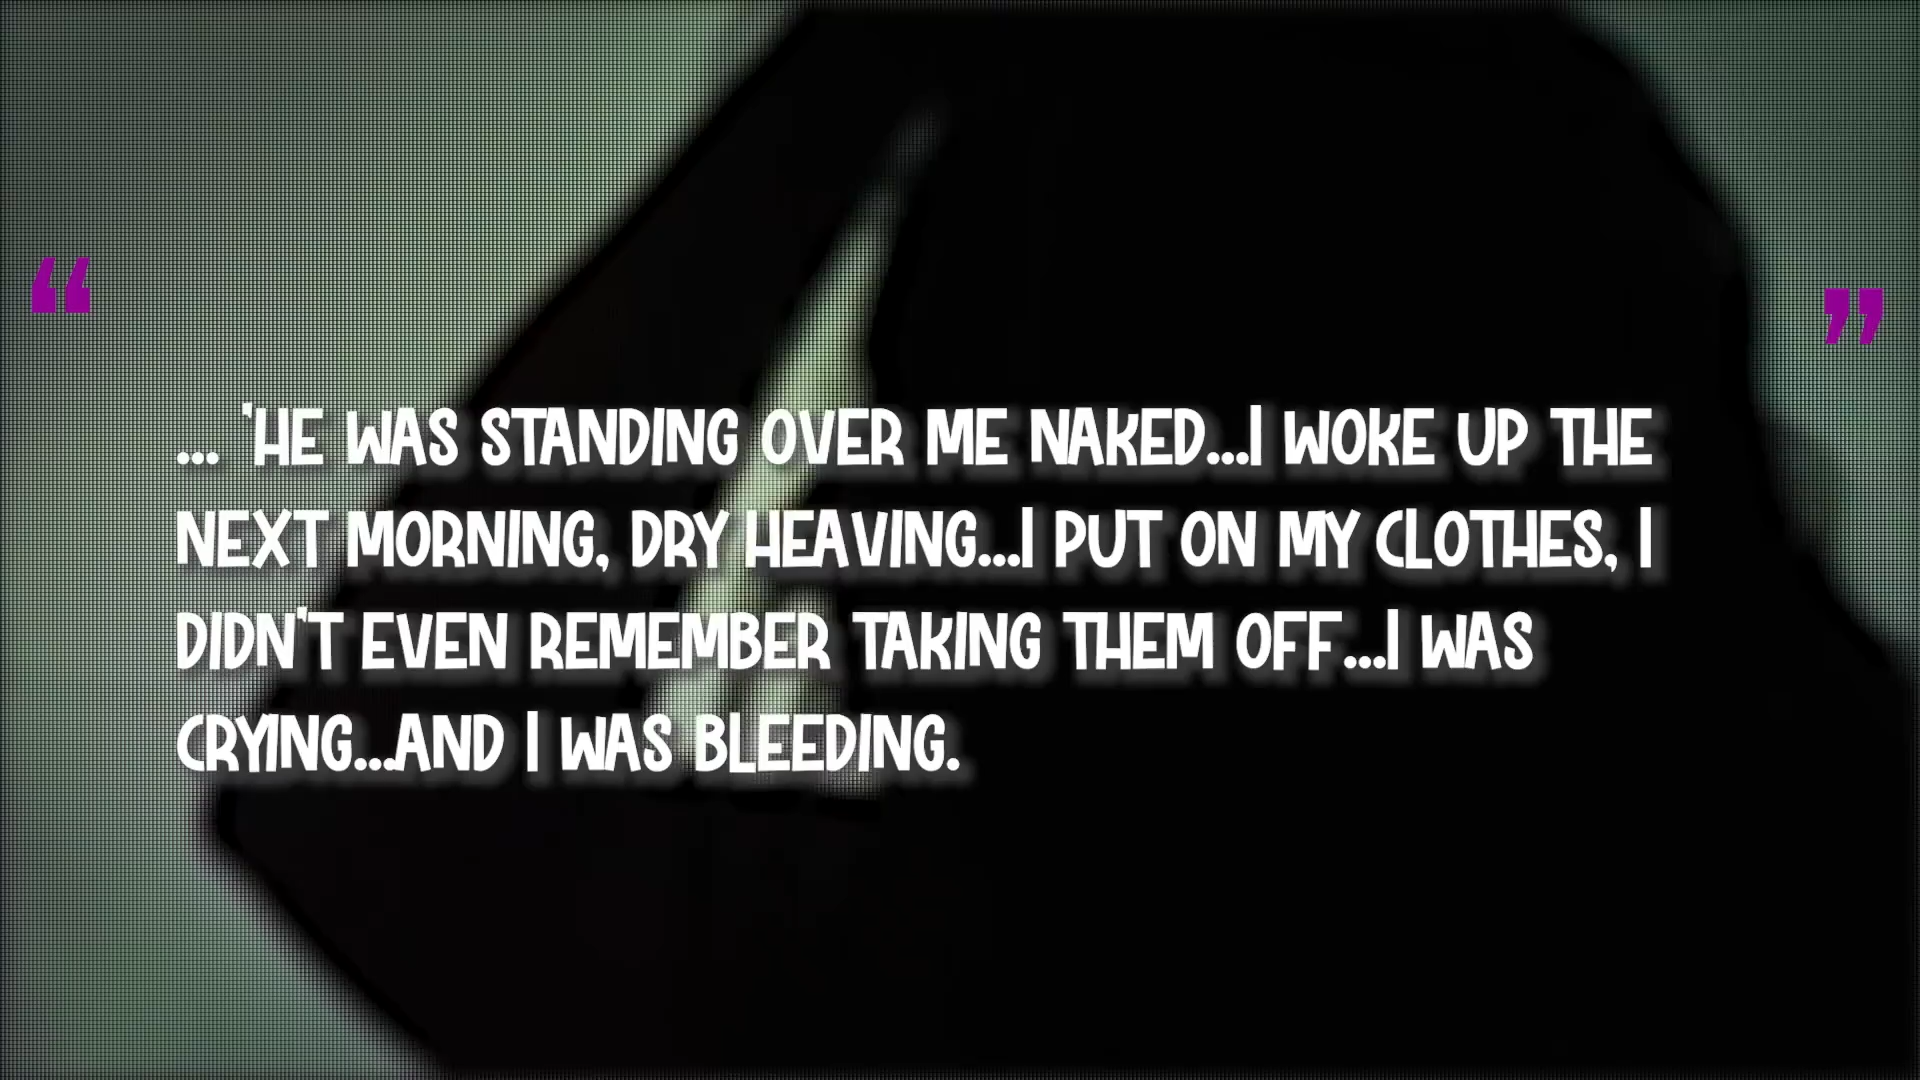 “ ”
... 'HE WAS STANDING OVER ME NAKED...I WOKE UP THE
NEXT MORNING, DRY HEAVING...I PUT ON MY CLOTHES, I
DIDN'T EVEN REMEMBER TAKING THEM OFF...I WAS
CRYING...AND I WAS BLEEDING.